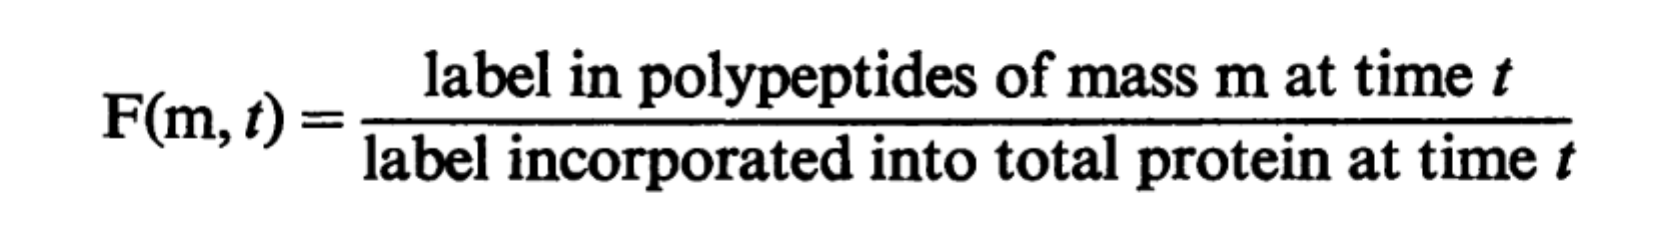 F(m, t) = label in polypeptides of mass m at time t
label incorporated into total protein at time t